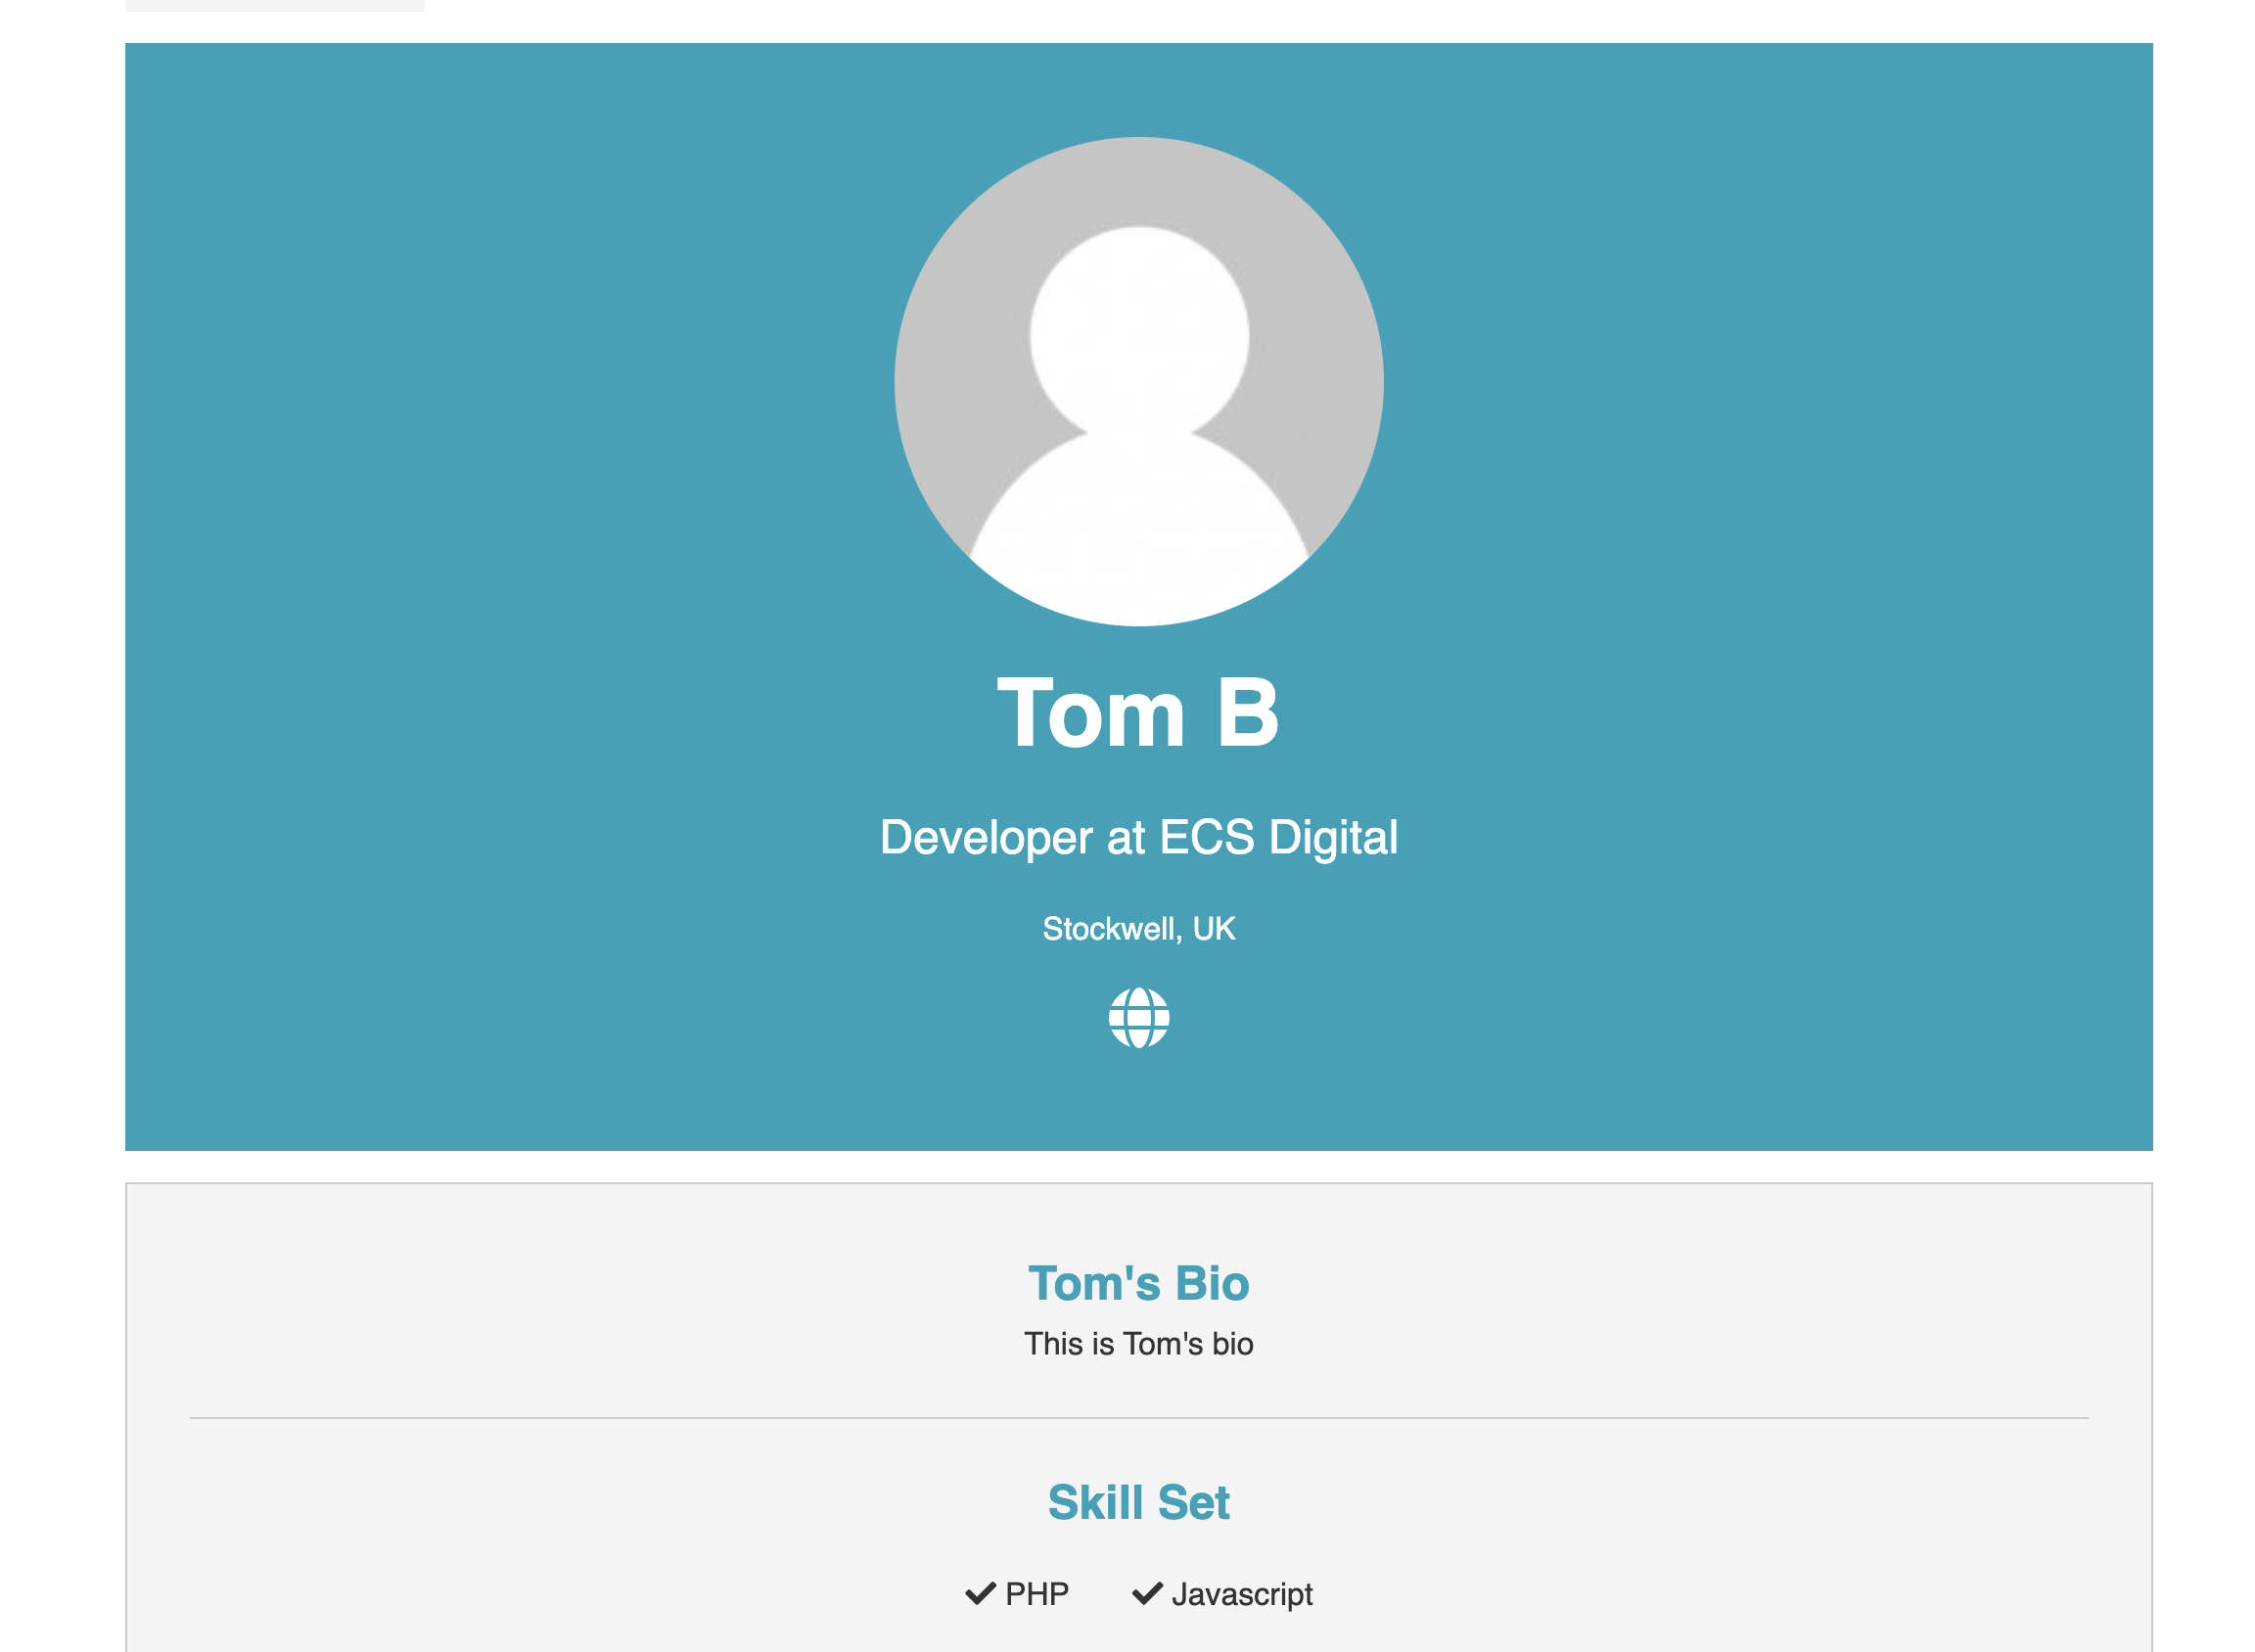 Tom B
Developer at ECS Digital
Stockwell, UK
Tom's Bio
This is Tom's bio
Skill Set
PHP Javascript